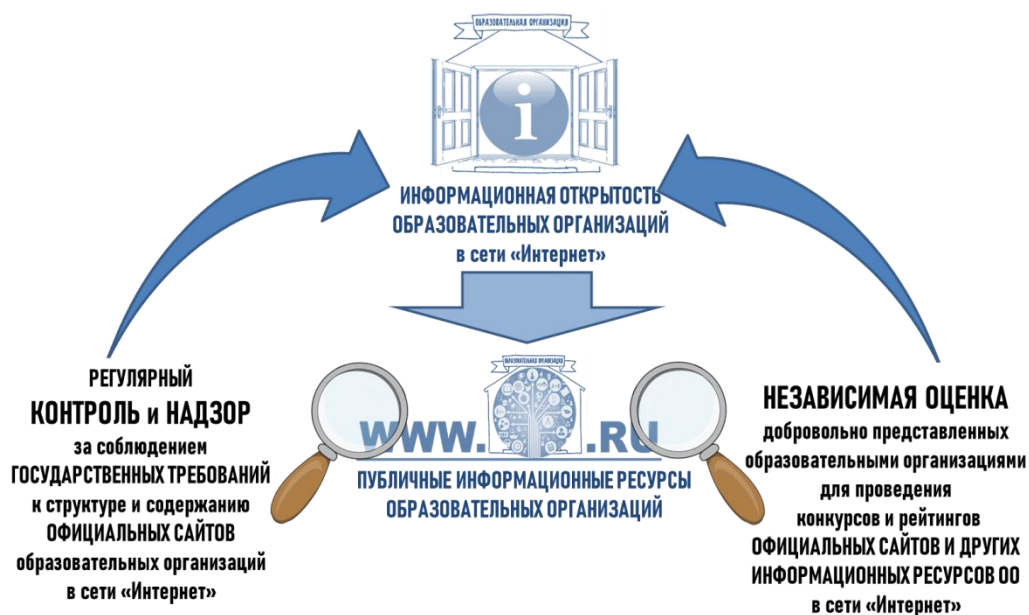 ОБРАЗОВАТЕЛЬНАЯ ОРГАНИЗАЦИЯ
i
ИНФОРМАЦИОННАЯ ОТКРЫТОСТЬ
ОБРАЗОВАТЕЛЬНЫХ ОРГАНИЗАЦИЙ
в сети «Интернет»
РЕГУЛЯРНЫЙ
КОНТРОЛЬ и НАДЗОР
за соблюдением
ГОСУДАРСТВЕННЫХ ТРЕБОВАНИЙ
к структуре и содержанию
ОФИЦИАЛЬНЫХ САЙТОВ
образовательных организаций
в сети «Интернет»
ОБРАЗОВАТЕЛЬНАЯ ОРГАНИЗАЦИЯ
WWW. .RU
ПУБЛИЧНЫЕ ИНФОРМАЦИОННЫЕ РЕСУРСЫ
ОБРАЗОВАТЕЛЬНЫХ ОРГАНИЗАЦИЙ
НЕЗАВИСИМАЯ ОЦЕНКА
добровольно представленных
образовательными организациями
для проведения
конкурсов и рейтингов
ОФИЦИАЛЬНЫХ САЙТОВ И ДРУГИХ
ИНФОРМАЦИОННЫХ РЕСУРСОВ ОО
в сети «Интернет»